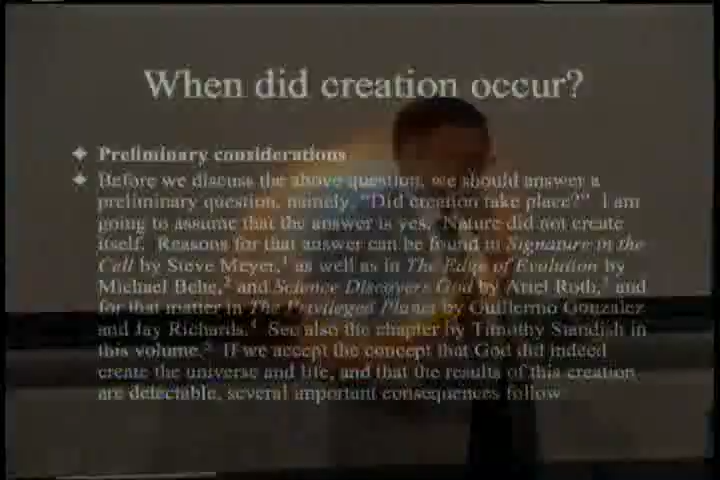 When did creation occur?
Preliminary considerations
Before we discuss the above question, we should answer a
preliminary question, namely, "Did creation take place?" I am
going to assume that the answer is yes. Nature did not create
itself. Reasons for that answer can be found in Signature in the
Cell by Steve Meyer,¹ as well as in The Edge of Evolution by
Michael Behe,² and Science Discovers God by Ariel Roth,³ and
for that matter in The Privileged Planet by Guillermo Gonzalez
and Jay Richards.⁴ See also the chapter by Timothy Standish in
this volume.⁵ If we accept the concept that God did indeed
create the universe and life, and that the results of this creation
are detectable, several important consequences follow